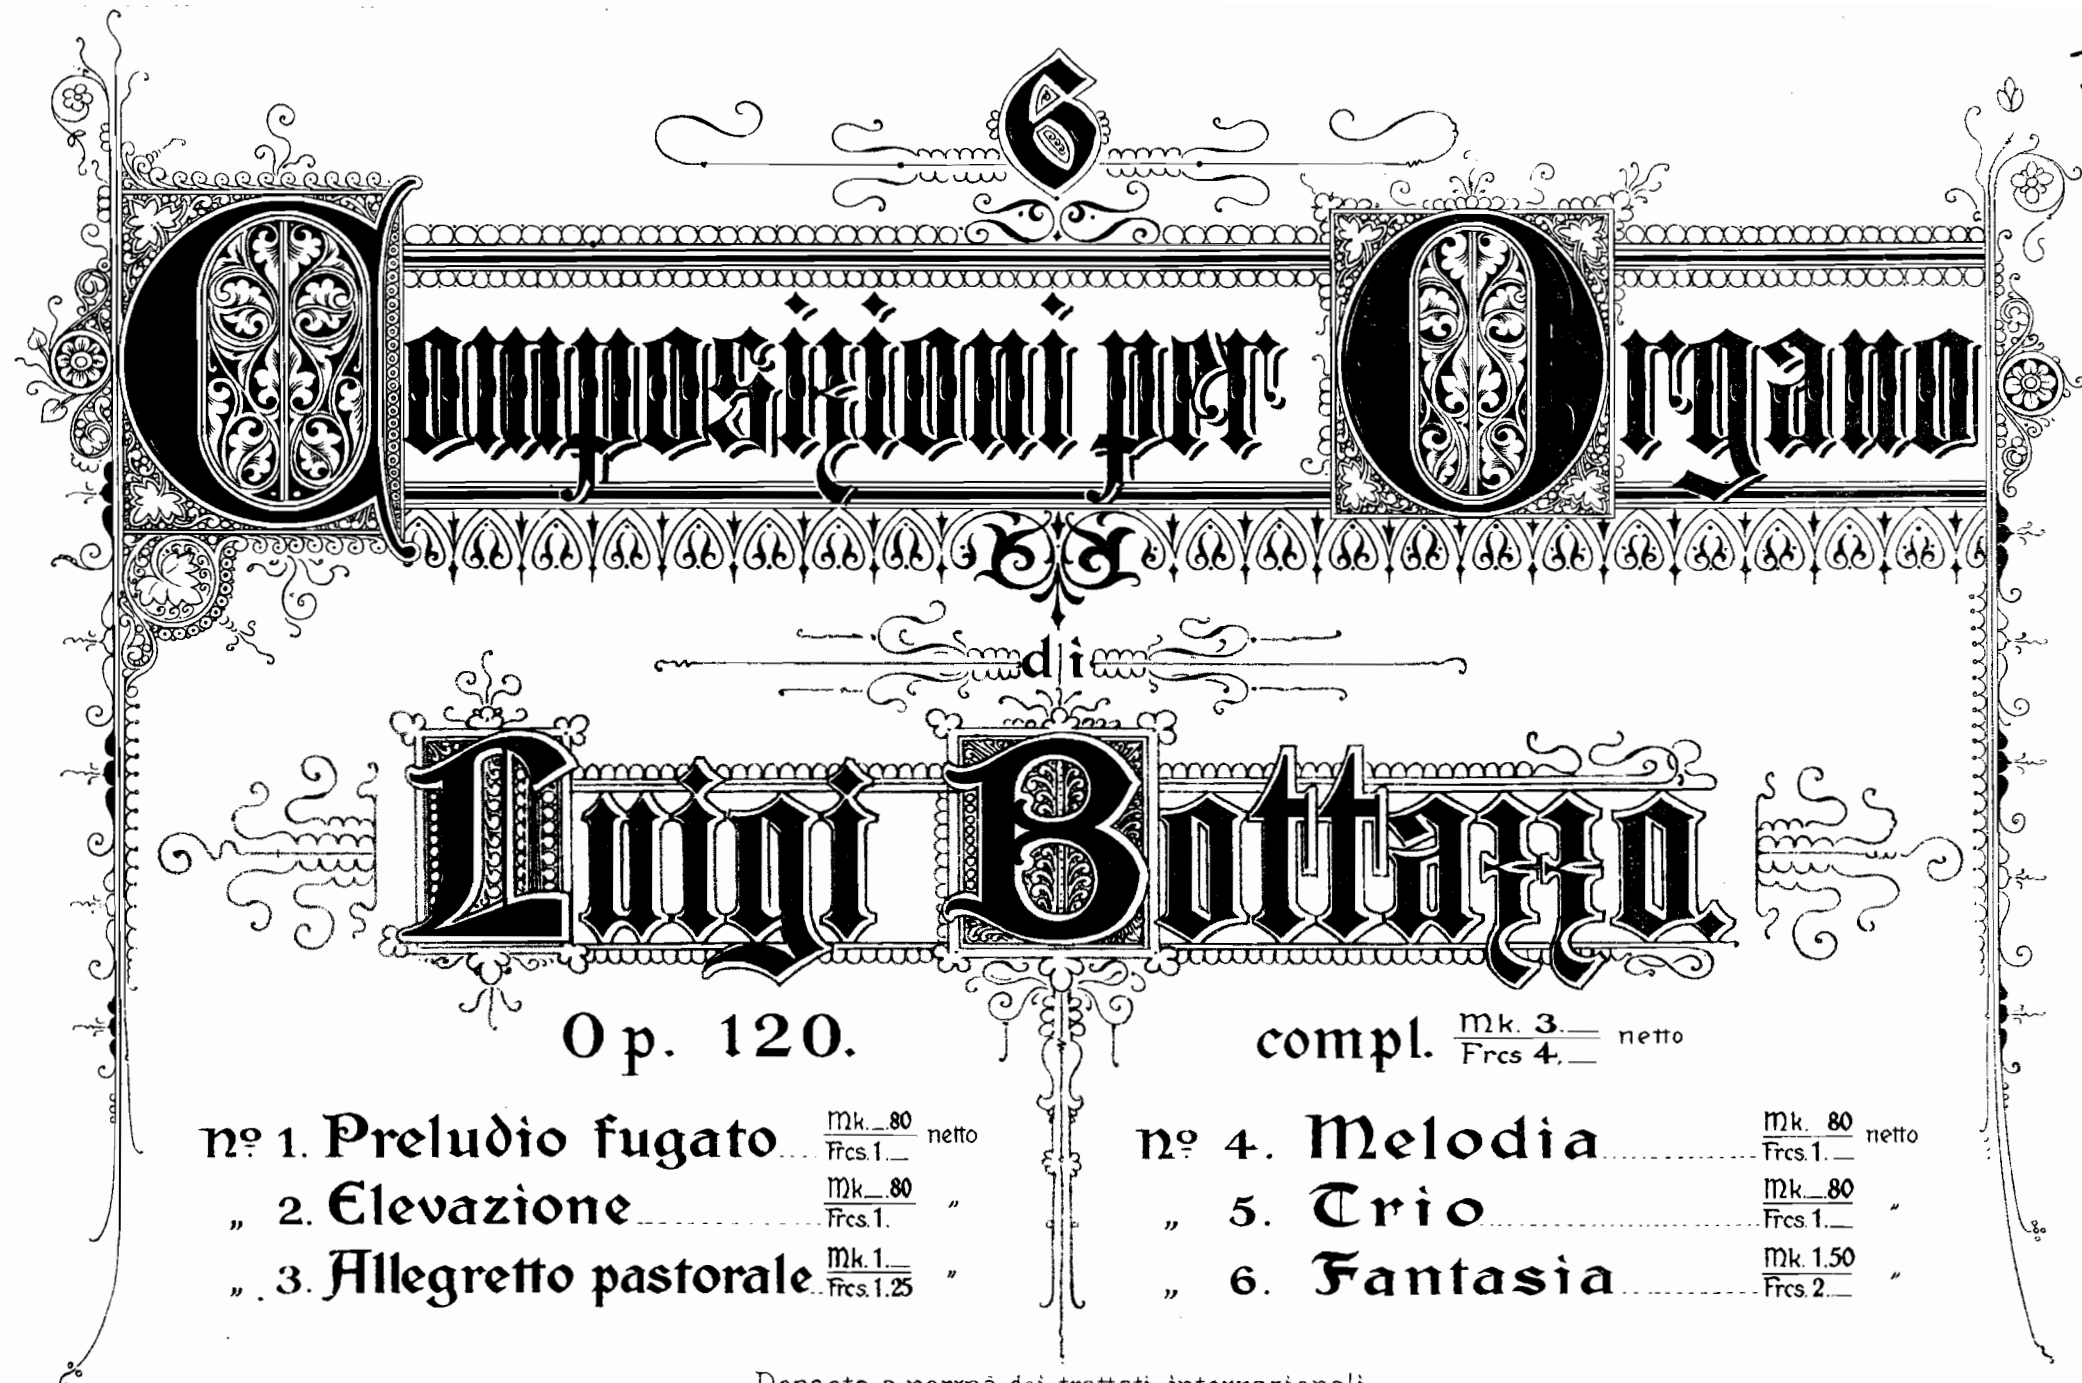 6
Composizioni per Organo
di
Luigi Bottazzo.
Op. 120.
compl. Mk. 3.— netto
Frcs 4.—
No 1. Preludio fugato.... Mk.—.80 netto
Frcs. 1.—
„ 2. Elevazione.............. Mk—.80 "
Frcs. 1.
„ 3. Allegretto pastorale.. Mk. 1.— "
Frcs. 1.25
No 4. Melodia.............. Mk. 80 netto
Frcs. 1.—
„ 5. Trio.............. Mk.—.80 "
Frcs. 1.—
„ 6. Fantasia.............. Mk. 1.50 "
Frcs. 2.—
dei trattati internazionali